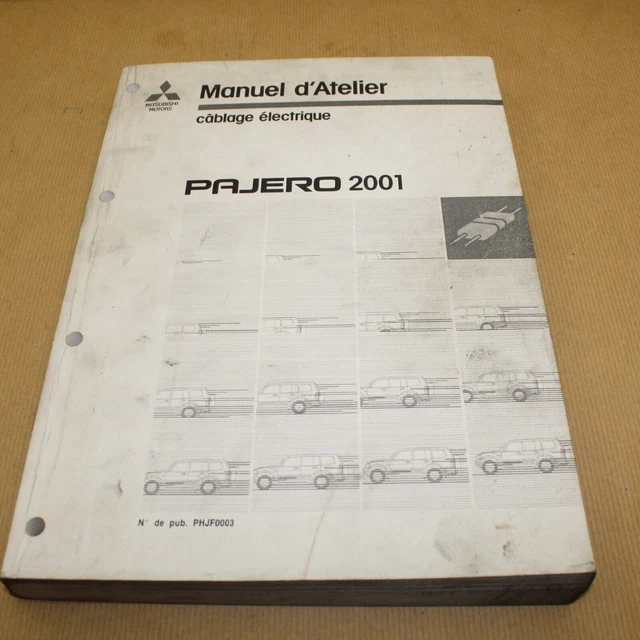 MITSUBISHI
MOTORS
Manuel d'Atelier
câblage électrique
PAJERO 2001
N° de pub. PHJF0003